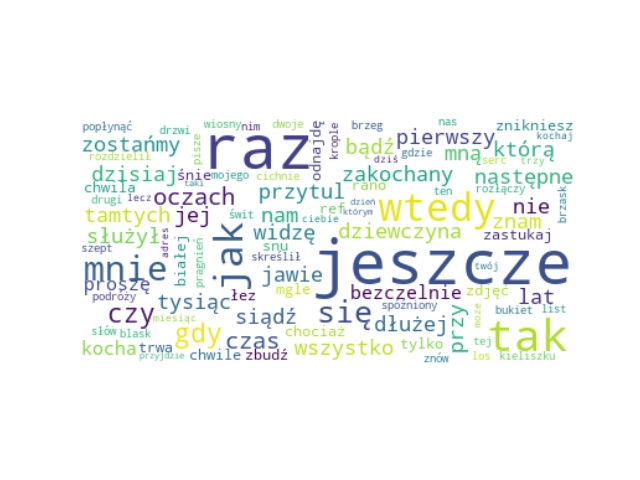 popłynąć wiosny nim dwoje brzeg nas znikniesz
drzwi raz odnajdę krople pierwszy kochaj
zostańmy pisze bądź dziś gdzie mną którą
rozdzielił cichnie zakochany serc trzy
dzisiaj śnie mojego rano następne
chwila taki przytul ten rozłączy
drugi lecz oczach ref dzień wtedy nie brzask
tamtych jej świt nam ciebie którym znam
służył adres jak widzę dziewczyna zastukaj
szept białej pragnień snu jeszcze
mnie skreślił jawie twój
proszę mgle bezczelnie zdjęć lat
podróży tysiąc łez spóźniony
czy miesiąc siądź się dłużej przy może bukiet list
słów blask gdy chociaż tak
kocha trwa czas wszystko tylko tej
przyjdzie chwile zbudź znów los kieliszku